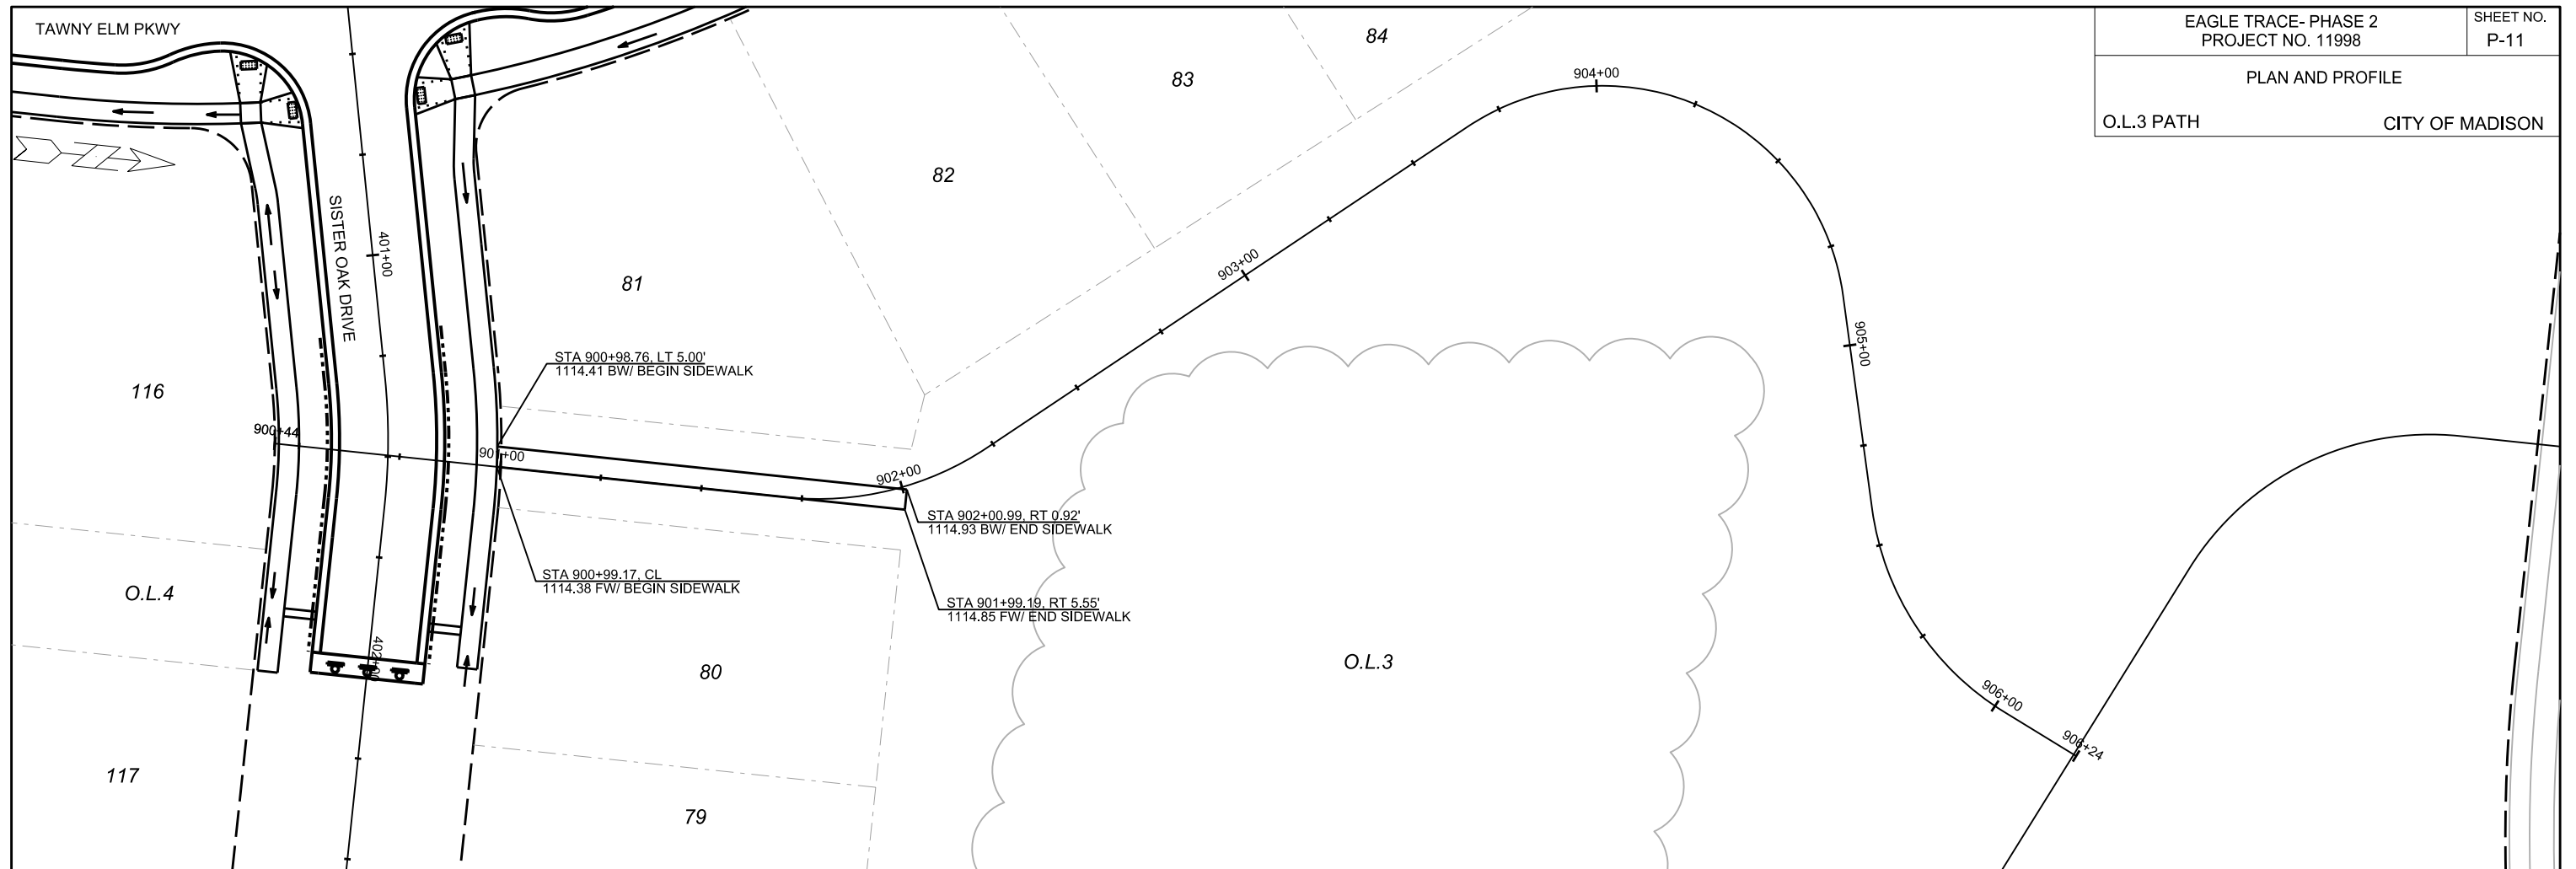 TAWNY ELM PKWY
EAGLE TRACE- PHASE 2
PROJECT NO. 11998
SHEET NO.
P-11
PLAN AND PROFILE
O.L.3 PATH
CITY OF MADISON
84
83
82
81
904+00
903+00
905+00
SISTER OAK DRIVE
401+00
STA 900+98.76, LT 5.00'
1114.41 BW/ BEGIN SIDEWALK
116
900+44
901+00
902+00
STA 902+00.99, RT 0.92'
1114.93 BW/ END SIDEWALK
STA 900+99.17, CL
1114.38 FW/ BEGIN SIDEWALK
STA 901+99.19, RT 5.55'
1114.85 FW/ END SIDEWALK
O.L.4
402+00
80
O.L.3
906+00
906+24
117
79